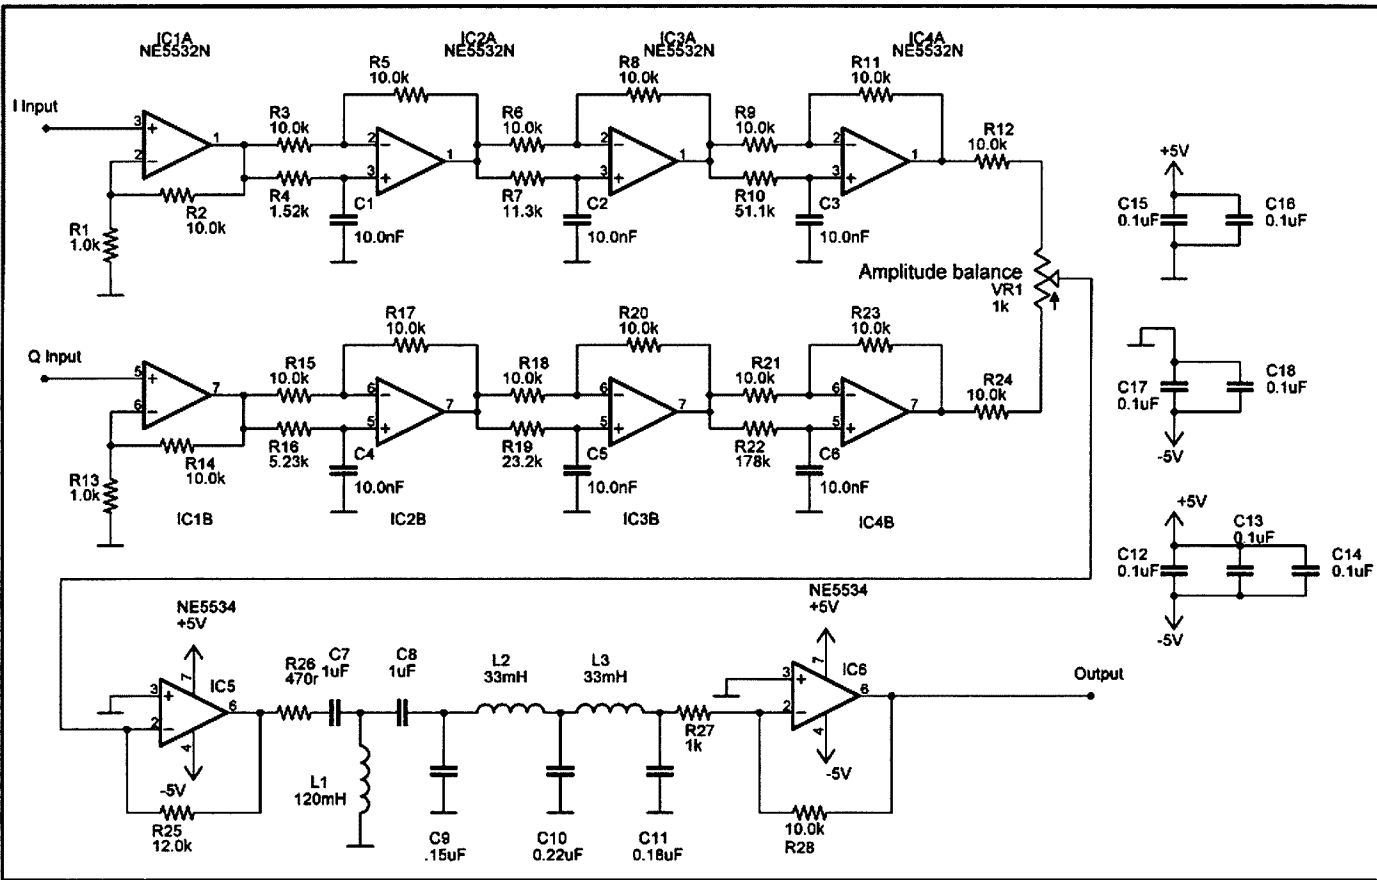 IC1A
NE5532N
IC2A
NE5532N
IC3A
NE5532N
IC4A
NE5532N
I Input
3
2
1
+
−
R1
1.0k
R2
10.0k
R3
10.0k
R4
1.52k
R5
10.0k
C1
10.0nF
2
3
1
−
+
R6
10.0k
R7
11.3k
R8
10.0k
C2
10.0nF
2
3
1
−
+
R9
10.0k
R10
51.1k
R11
10.0k
C3
10.0nF
2
3
1
−
+
R12
10.0k
Amplitude balance
VR1
1k
Q Input
5
6
7
+
−
R13
1.0k
R14
10.0k
R15
10.0k
R16
5.23k
R17
10.0k
C4
10.0nF
6
5
7
−
+
R18
10.0k
R19
23.2k
R20
10.0k
C5
10.0nF
6
5
7
−
+
R21
10.0k
R22
178k
R23
10.0k
C6
10.0nF
6
5
7
−
+
R24
10.0k
IC1B
IC2B
IC3B
IC4B
+5V
C15
0.1uF
C16
0.1uF
C17
0.1uF
C18
0.1uF
-5V
+5V
C12
0.1uF
C13
0.1uF
C14
0.1uF
-5V
NE5534
+5V
7
IC5
3
2
6
+
−
4
-5V
R25
12.0k
R26
470r
C7
1uF
C8
1uF
L1
120mH
L2
33mH
L3
33mH
C9
.15uF
C10
0.22uF
C11
0.18uF
R27
1k
NE5534
+5V
7
IC6
3
2
6
+
−
4
-5V
10.0k
R28
Output